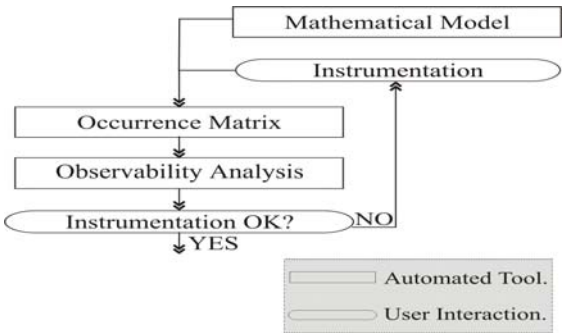 Mathematical Model
Instrumentation
Occurrence Matrix
Observability Analysis
Instrumentation OK?
NO
YES
Automated Tool.
User Interaction.